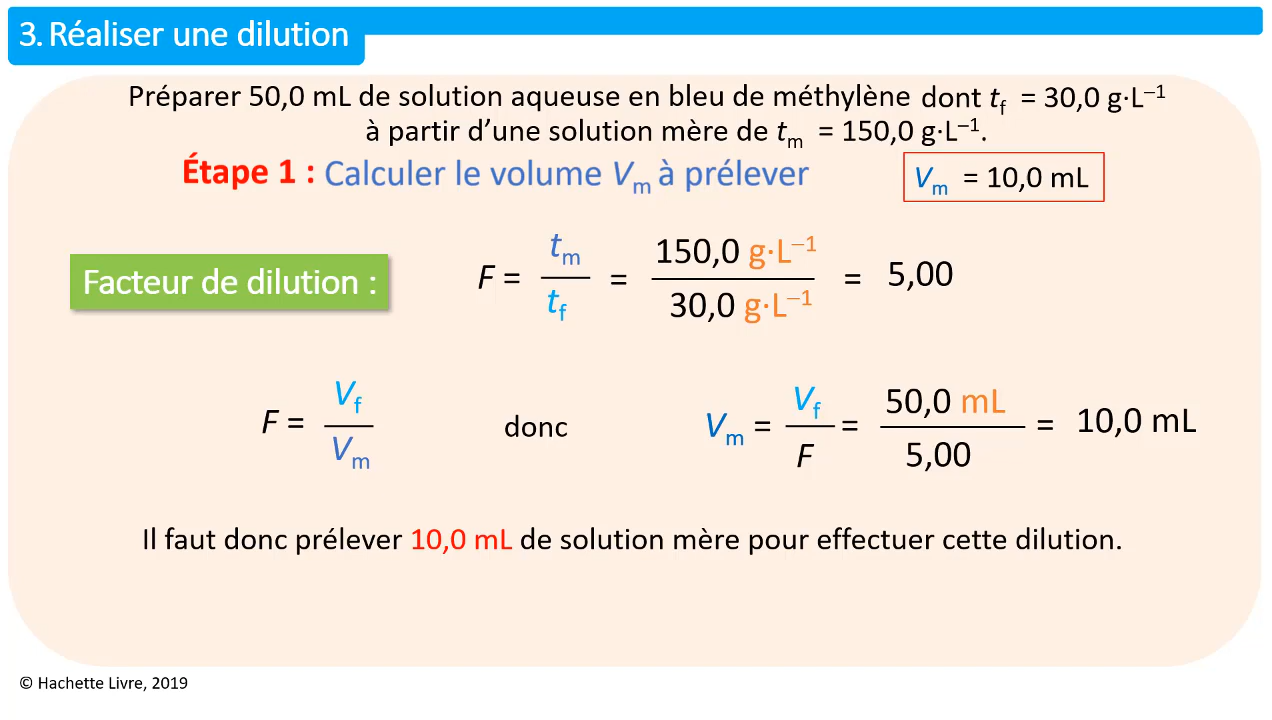 3. Réaliser une dilution
Préparer 50,0 mL de solution aqueuse en bleu de méthylène dont tf = 30,0 g·L–1
à partir d’une solution mère de tm = 150,0 g·L–1.
Étape 1 : Calculer le volume Vm à prélever
Vm = 10,0 mL
Facteur de dilution :
F = tm / tf = 150,0 g·L–1 / 30,0 g·L–1 = 5,00
F = Vf / Vm donc Vm = Vf / F = 50,0 mL / 5,00 = 10,0 mL
Il faut donc prélever 10,0 mL de solution mère pour effectuer cette dilution.
© Hachette Livre, 2019